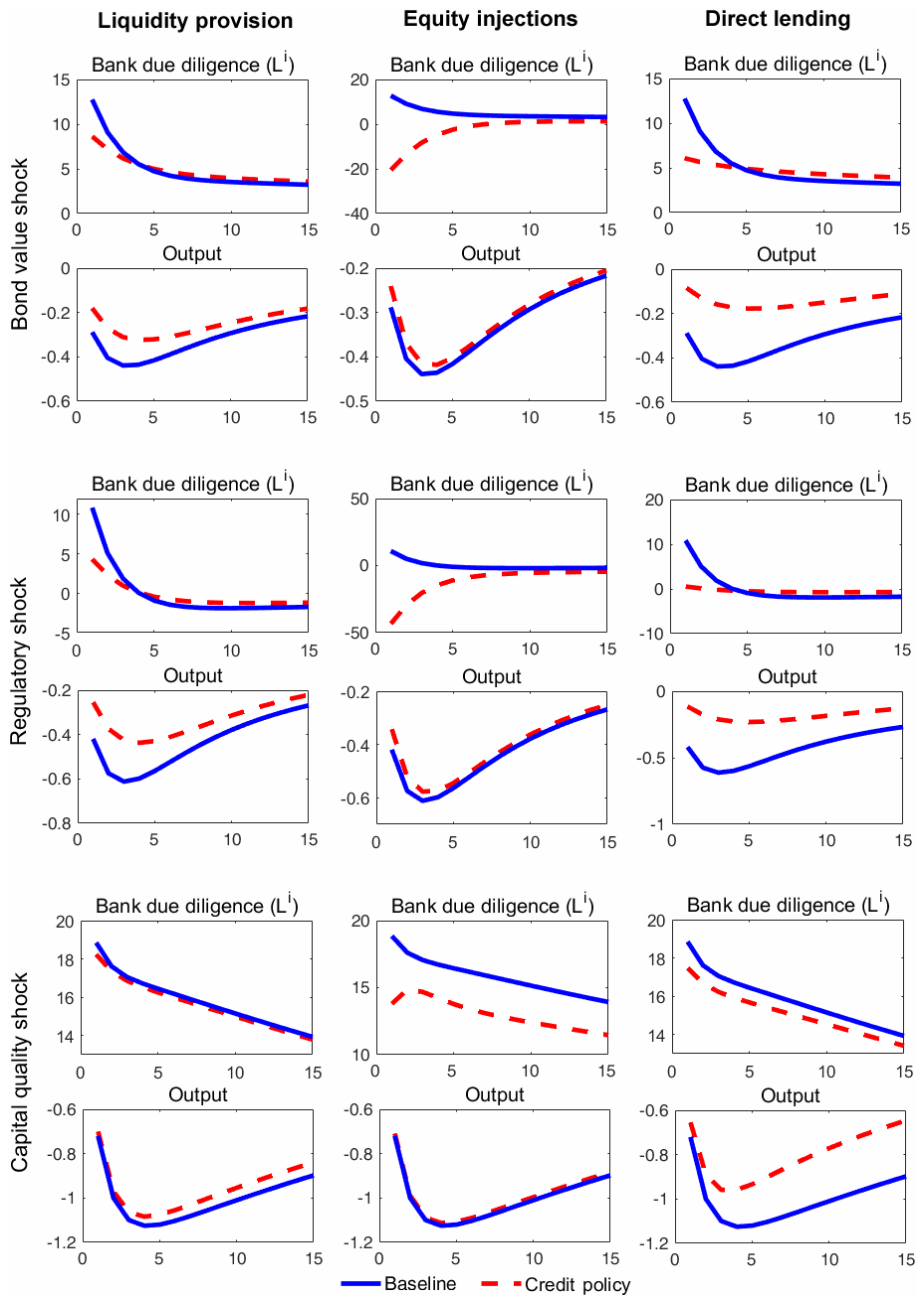 Liquidity provision Equity injections Direct lending
Bond value shock
Bank due diligence (Lⁱ) Bank due diligence (Lⁱ) Bank due diligence (Lⁱ)
15 20 15
10 0 10
5 -20 5
0 -40 0
0 5 10 15 0 5 10 15 0 5 10 15
Output Output Output
0 -0.2 0
-0.2 -0.3 -0.2
-0.4 -0.4 -0.4
-0.6 -0.5 -0.6
0 5 10 15 0 5 10 15 0 5 10 15
Regulatory shock
Bank due diligence (Lⁱ) Bank due diligence (Lⁱ) Bank due diligence (Lⁱ)
10 50 20
5 0 10
0 -50 0
-5 -10
0 5 10 15 0 5 10 15 0 5 10 15
Output Output Output
-0.2 -0.2 0
-0.4 -0.4 -0.5
-0.6 -0.6 -1
-0.8
0 5 10 15 0 5 10 15 0 5 10 15
Capital quality shock
Bank due diligence (Lⁱ) Bank due diligence (Lⁱ) Bank due diligence (Lⁱ)
20 20 20
18 15 18
16 10 16
14 14
0 5 10 15 0 5 10 15 0 5 10 15
Output Output Output
-0.6 -0.6 -0.6
-0.8 -0.8 -0.8
-1 -1 -1
-1.2 -1.2 -1.2
0 5 10 15 0 5 10 15 0 5 10 15
Baseline Credit policy